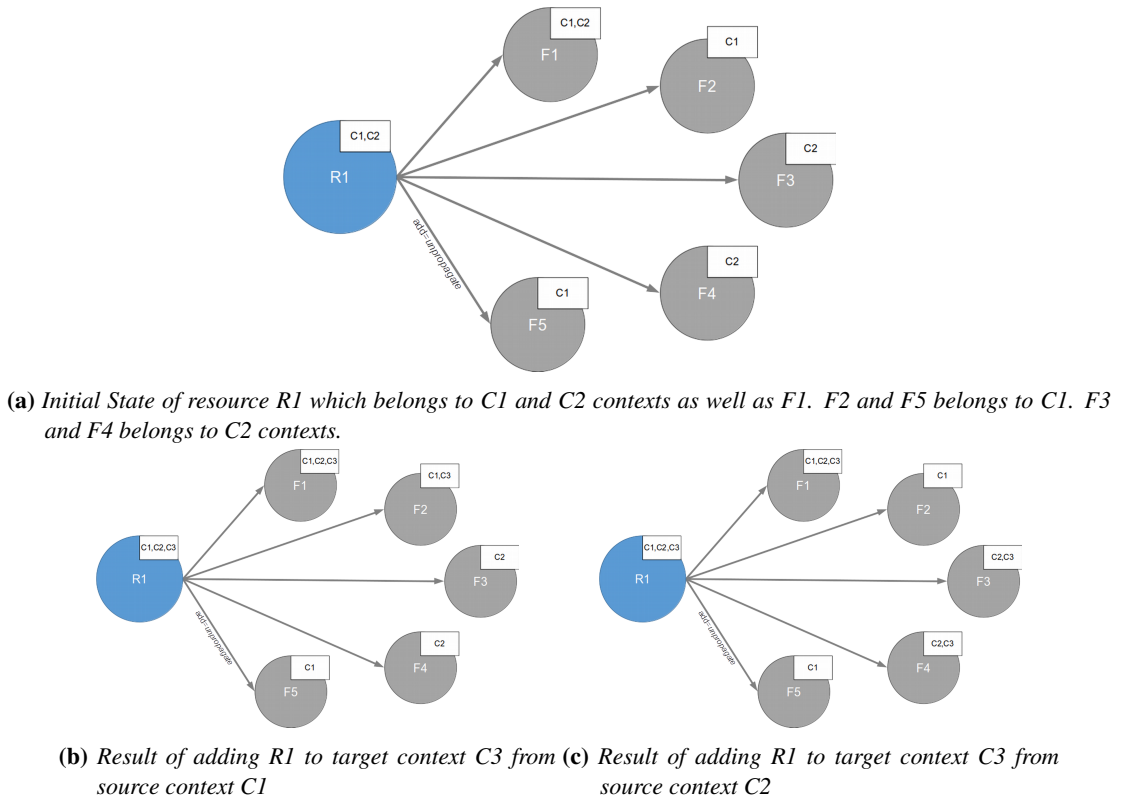 C1,C2
F1
C1
F2
C1,C2
R1
C2
F3
add=unpropagate
C2
F4
C1
F5
(a) Initial State of resource R1 which belongs to C1 and C2 contexts as well as F1. F2 and F5 belongs to C1. F3
and F4 belongs to C2 contexts.
C1,C2,C3
F1
C1,C3
F2
C1,C2,C3
R1
C2
F3
add=unpropagate
C2
F4
C1
F5
C1,C2,C3
F1
C1
F2
C1,C2,C3
R1
C2,C3
F3
add=unpropagate
C2,C3
F4
C1
F5
(b) Result of adding R1 to target context C3 from
source context C1
(c) Result of adding R1 to target context C3 from
source context C2